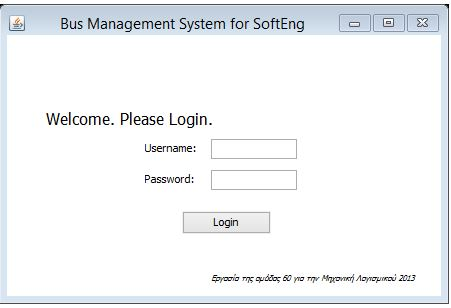 Bus Management System for SoftEng
Welcome. Please Login.
Username:
Password:
Login
Εργασία της ομάδας 60 για την Μηχανική Λογισμικού 2013